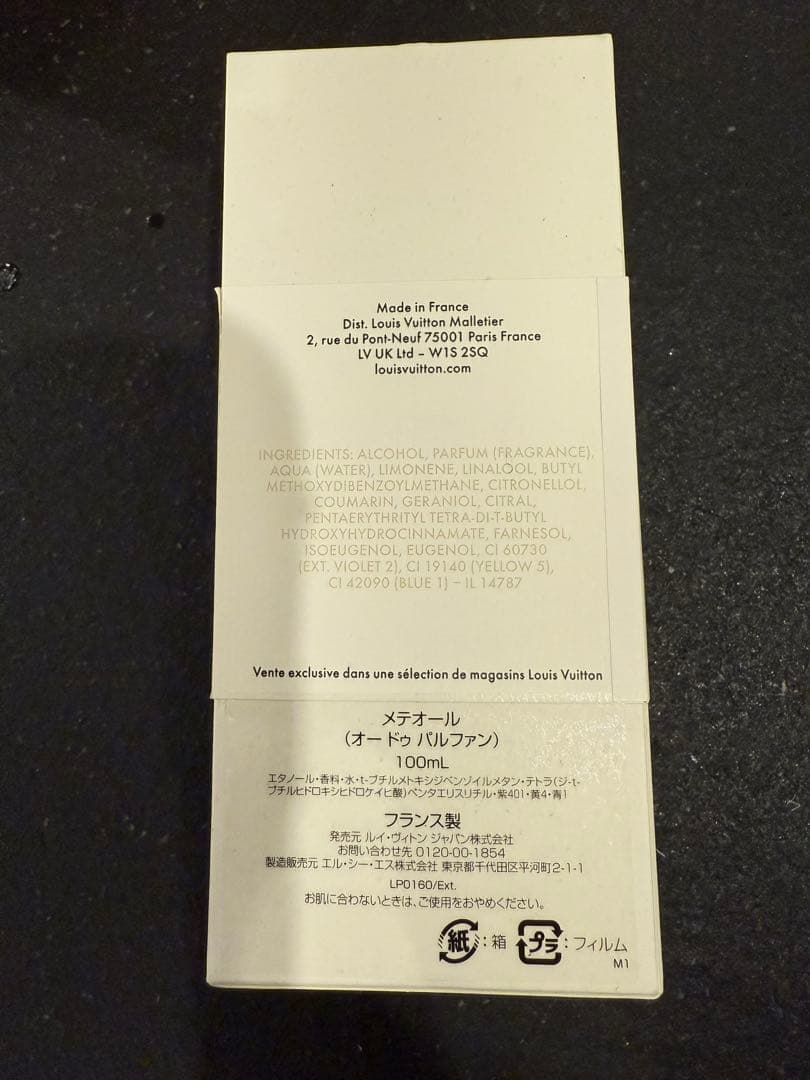 Made in France
Dist. Louis Vuitton Malletier
2, rue du Pont-Neuf 75001 Paris France
LV UK Ltd – W1S 2SQ
louisvuitton.com
INGREDIENTS: ALCOHOL, PARFUM (FRAGRANCE),
AQUA (WATER), LIMONENE, LINALOOL, BUTYL
METHOXYDIBENZOYLMETHANE, CITRONELLOL,
COUMARIN, GERANIOL, CITRAL,
PENTAERYTHRITYL TETRA-DI-T-BUTYL
HYDROXYHYDROCINNAMATE, FARNESOL,
ISOEUGENOL, EUGENOL, CI 60730
(EXT. VIOLET 2), CI 19140 (YELLOW 5),
CI 42090 (BLUE 1) – IL 14787
Vente exclusive dans une sélection de magasins Louis Vuitton
メテオール
（オー ドゥ パルファン）
100mL
エタノール・香料・水・t-ブチルメトキシジベンゾイルメタン・テトラ（ジ-t-
ブチルヒドロキシヒドロケイヒ酸）ペンタエリスリチル・紫401・黄4・青1
フランス製
発売元 ルイ・ヴィトン ジャパン株式会社
お問い合わせ先 0120-00-1854
製造販売元 エル・シー・エス株式会社 東京都千代田区平河町2-1-1
LP0160/Ext.
お肌に合わないときは、ご使用をおやめください。
紙：箱 プラ：フィルム
M1